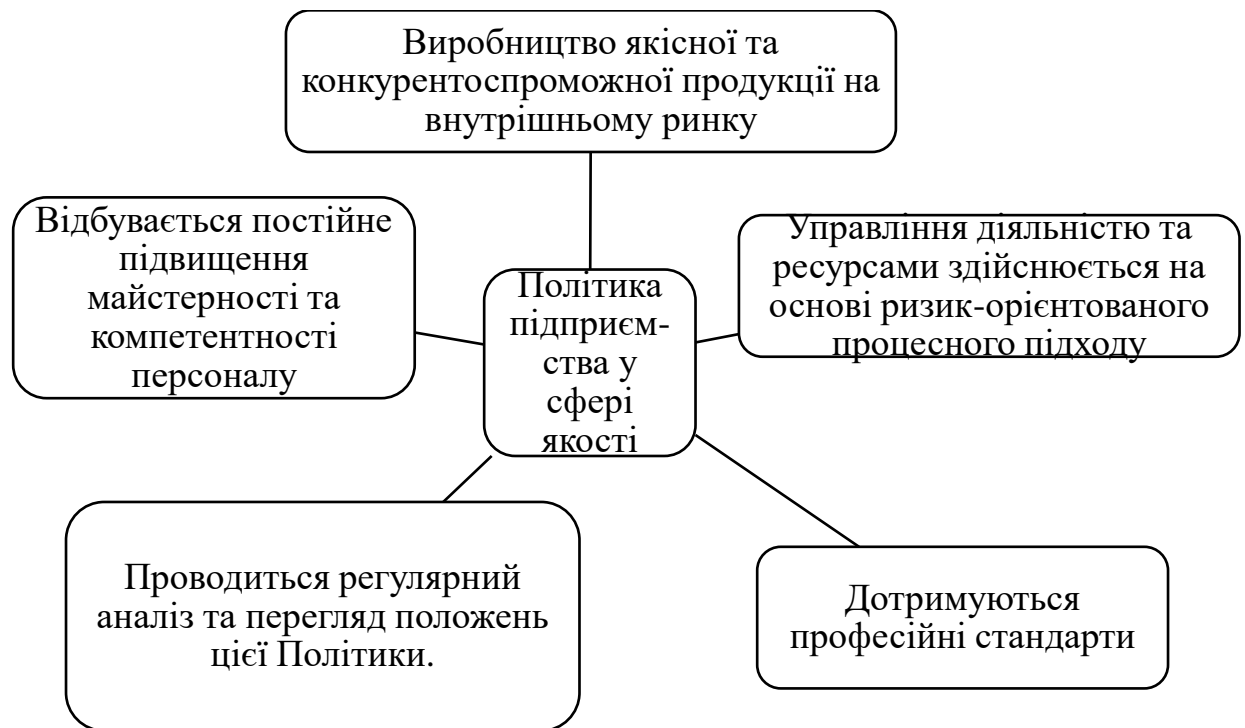 Виробництво якісної та
конкурентоспроможної продукції на
внутрішньому ринку
Відбувається постійне
підвищення
майстерності та
компетентності
персоналу
Політика
підприєм-
ства у
сфері
якості
Управління діяльністю та
ресурсами здійснюється на
основі ризик-орієнтованого
процесного підходу
Проводиться регулярний
аналіз та перегляд положень
цієї Політики.
Дотримуються
професійні стандарти